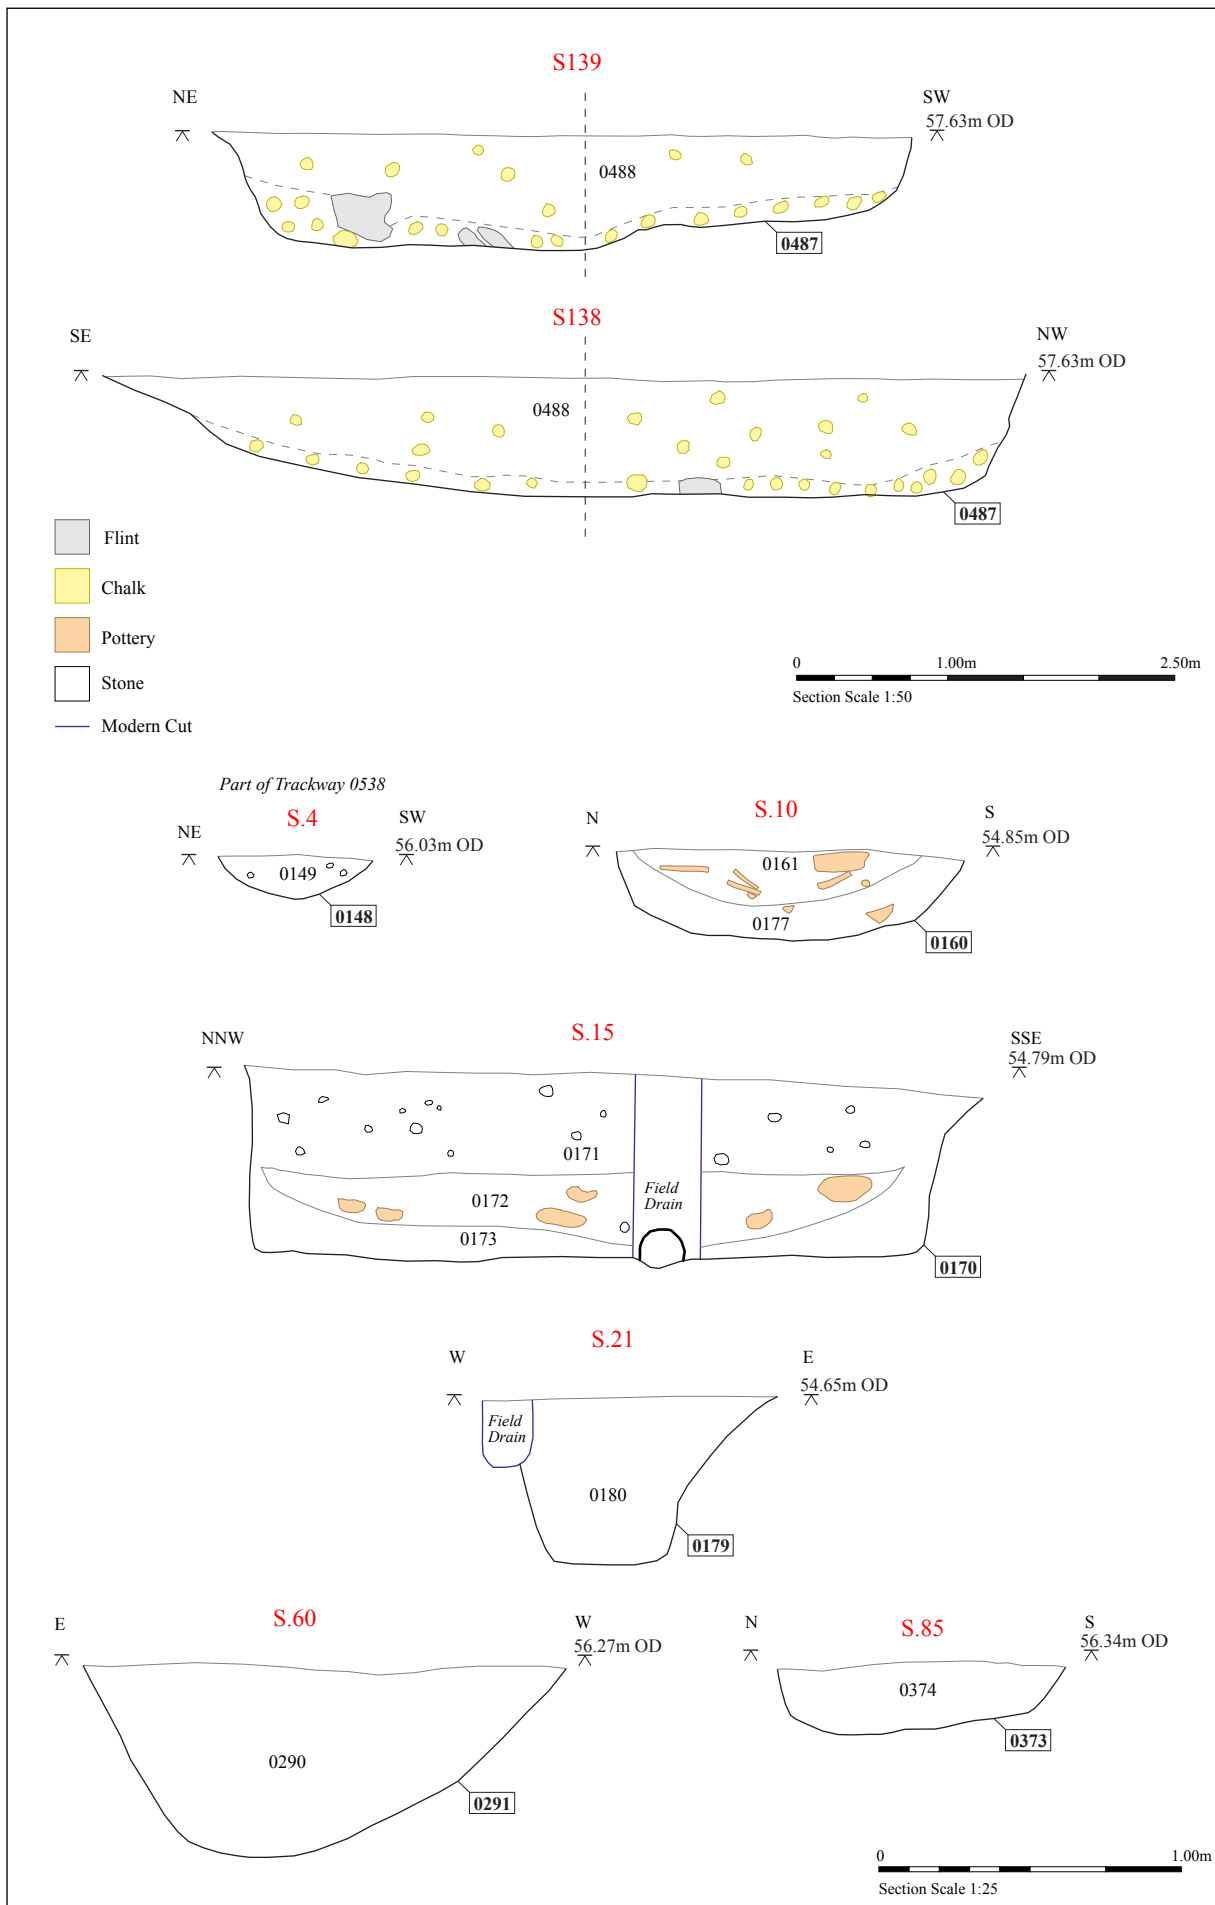 S139
NE
SW
57.63m OD
0488
0487
S138
SE
NW
57.63m OD
0488
0487
Flint
Chalk
Pottery
Stone
Modern Cut
0 1.00m 2.50m
Section Scale 1:50
Part of Trackway 0538
S.4
NE
SW
56.03m OD
0149
0148
S.10
N
S
54.85m OD
0161
0177
0160
S.15
NNW
SSE
54.79m OD
0171
0172
0173
Field
Drain
0170
S.21
W
E
54.65m OD
Field
Drain
0180
0179
S.60
E
W
56.27m OD
0290
0291
S.85
N
S
56.34m OD
0374
0373
0 1.00m
Section Scale 1:25